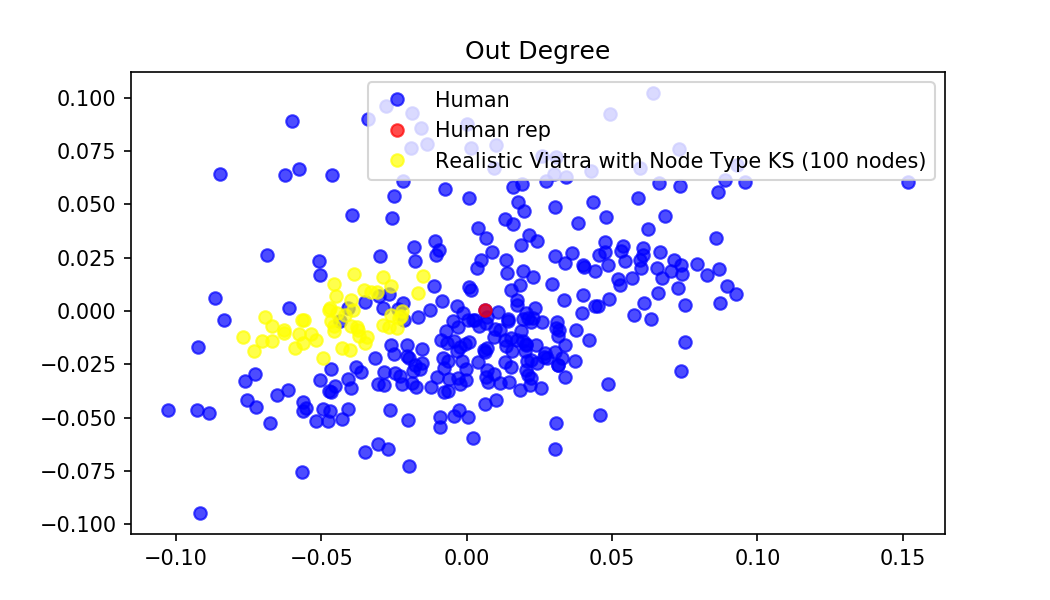 Out Degree
Human
Human rep
Realistic Viatra with Node Type KS (100 nodes)
0.100
0.075
0.050
0.025
0.000
−0.025
−0.050
−0.075
−0.100
−0.10 −0.05 0.00 0.05 0.10 0.15